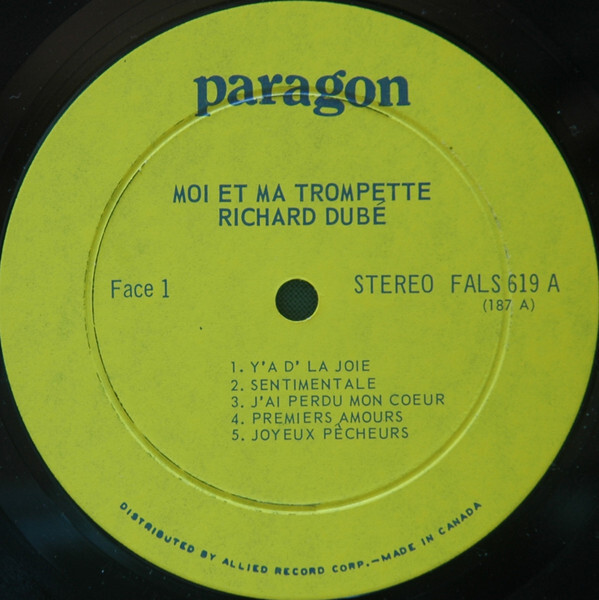 paragon
MOI ET MA TROMPETTE
RICHARD DUBÉ
Face 1
STEREO FALS 619 A
(187 A)
1. Y'A D' LA JOIE
2. SENTIMENTALE
3. J'AI PERDU MON COEUR
4. PREMIERS AMOURS
5. JOYEUX PÊCHEURS
DISTRIBUTED BY ALLIED RECORD CORP.—MADE IN CANADA